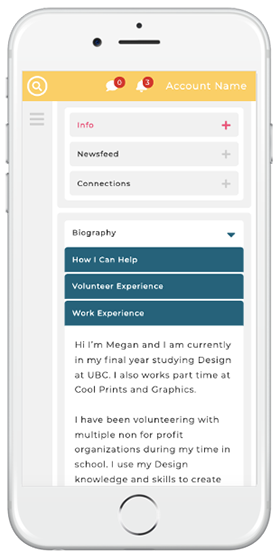 0
3
Account Name
Info
Newsfeed
Connections
Biography
How I Can Help
Volunteer Experience
Work Experience
Hi I'm Megan and I am currently
in my final year studying Design
at UBC. I also works part time at
Cool Prints and Graphics.
I have been volunteering with
multiple non for profit
organizations during my time in
school. I use my Design
knowledge and skills to create